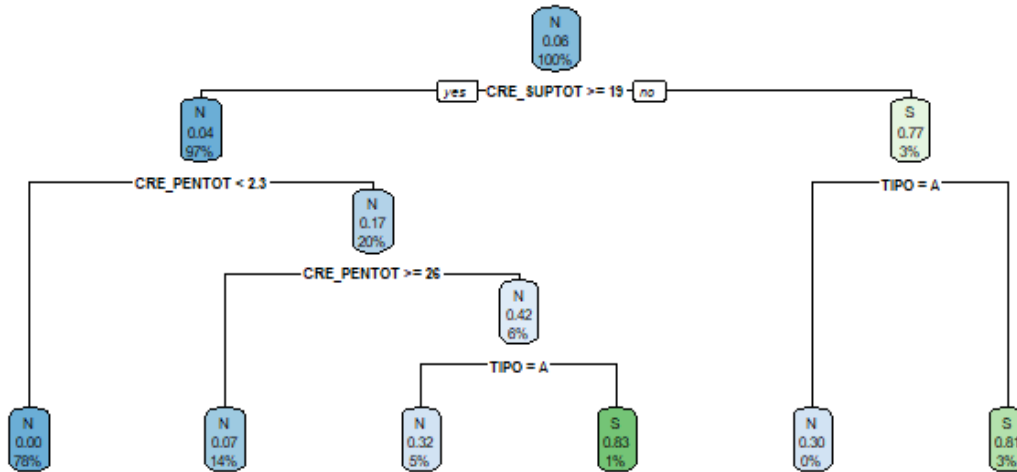 N
0.06
100%
yes CRE_SUPTOT >= 19 no
N
0.04
97%
S
0.77
3%
CRE_PENTOT < 2.3
TIPO = A
N
0.17
20%
CRE_PENTOT >= 26
N
0.42
6%
TIPO = A
N
0.00
78%
N
0.07
14%
N
0.32
5%
S
0.83
1%
N
0.30
0%
S
0.81
3%